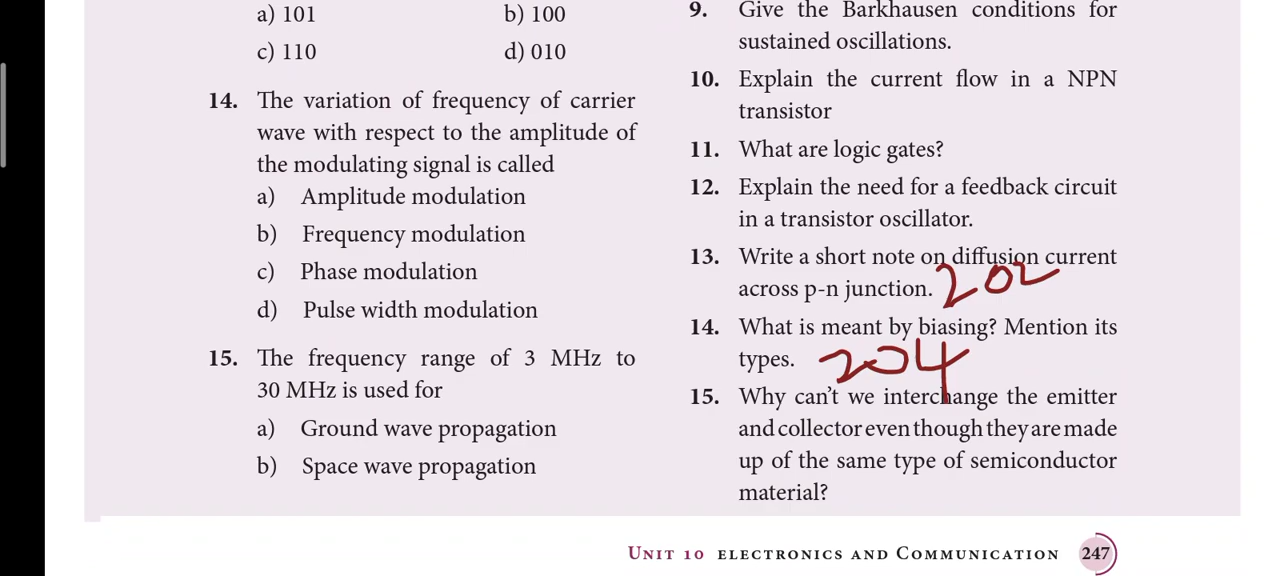 a) 101 b) 100
c) 110 d) 010
14. The variation of frequency of carrier
wave with respect to the amplitude of
the modulating signal is called
a) Amplitude modulation
b) Frequency modulation
c) Phase modulation
d) Pulse width modulation
15. The frequency range of 3 MHz to
30 MHz is used for
a) Ground wave propagation
b) Space wave propagation
9. Give the Barkhausen conditions for
sustained oscillations.
10. Explain the current flow in a NPN
transistor
11. What are logic gates?
12. Explain the need for a feedback circuit
in a transistor oscillator.
13. Write a short note on diffusion current
across p-n junction. 202
14. What is meant by biasing? Mention its
types. 204
15. Why can't we interchange the emitter
and collector even though they are made
up of the same type of semiconductor
material?
UNIT 10 ELECTRONICS AND COMMUNICATION 247